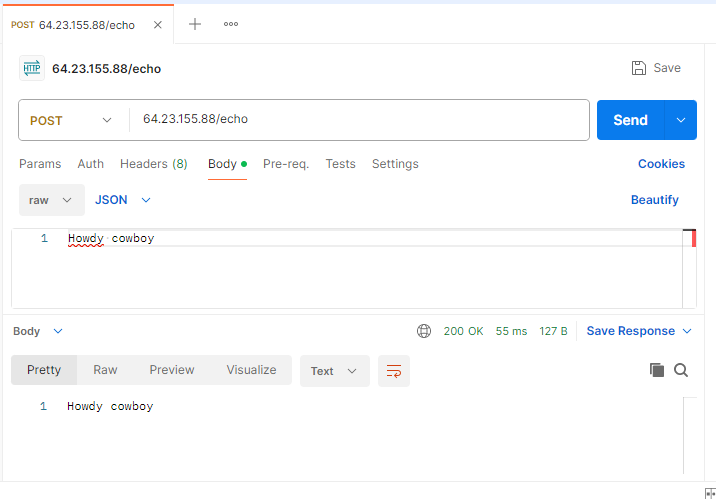 POST 64.23.155.88/echo
HTTP 64.23.155.88/echo Save
POST 64.23.155.88/echo Send
Params Auth Headers (8) Body Pre-req. Tests Settings Cookies
raw JSON Beautify
1 Howdy cowboy
Body 200 OK 55 ms 127 B Save Response
Pretty Raw Preview Visualize Text
1 Howdy cowboy